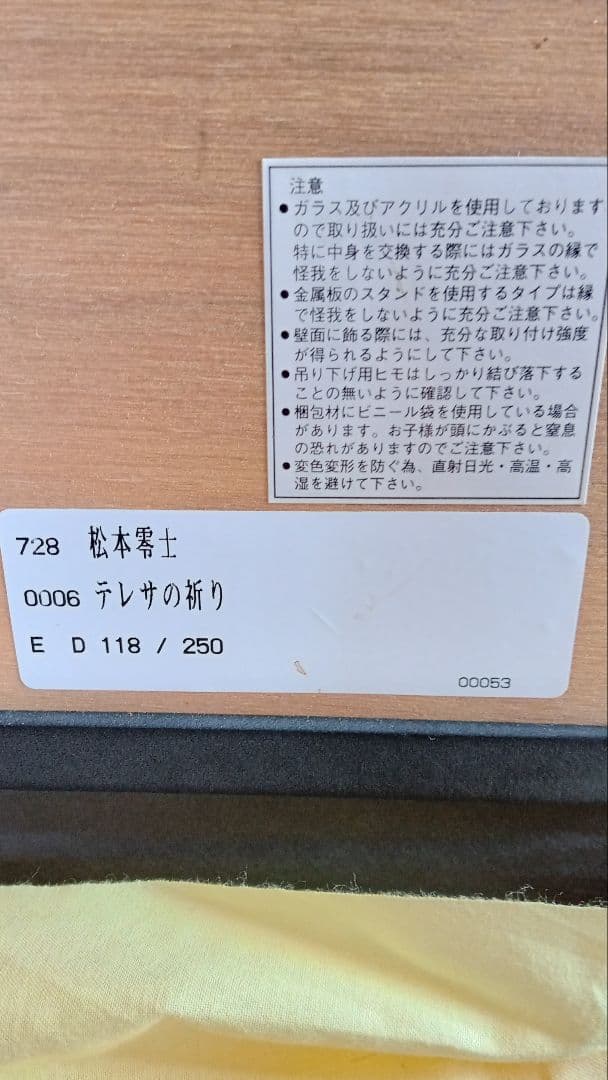 注意
●ガラス及びアクリルを使用しております
ので取り扱いには充分ご注意下さい。
特に中身を交換する際にはガラスの縁で
怪我をしないように充分ご注意下さい。
●金属板のスタンドを使用するタイプは縁
で怪我をしないように充分ご注意下さい。
●壁面に飾る際には、充分な取り付け強度
が得られるようにして下さい。
●吊り下げ用ヒモはしっかり結び落下する
ことの無いように確認して下さい。
●梱包材にビニール袋を使用している場合
があります。お子様が頭にかぶると窒息
の恐れがありますのでご注意下さい。
●変色変形を防ぐ為、直射日光・高温・高
湿を避けて下さい。
728 松本零士
0006 テレサの祈り
E D 118 / 250
00053